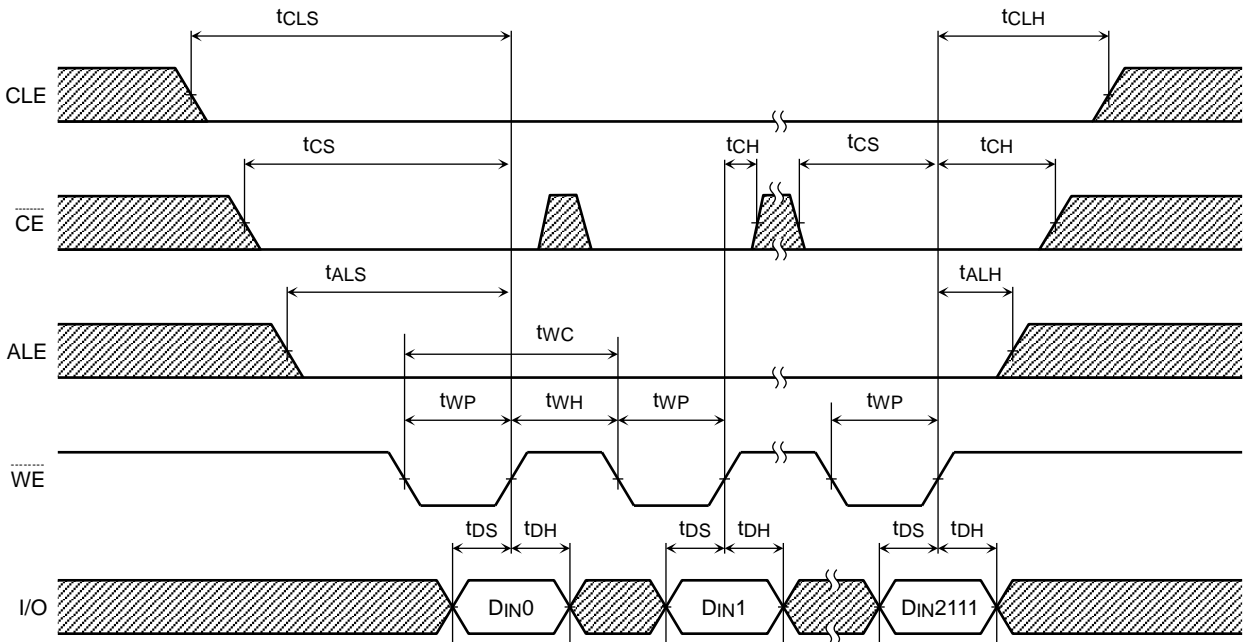 tCLS tCLH
CLE
tCS tCH tCS tCH
CE
tALS tALH
ALE
tWC
tWP tWH tWP tWP
WE
tDS tDH tDS tDH tDS tDH
I/O DIN0 DIN1 DIN2111